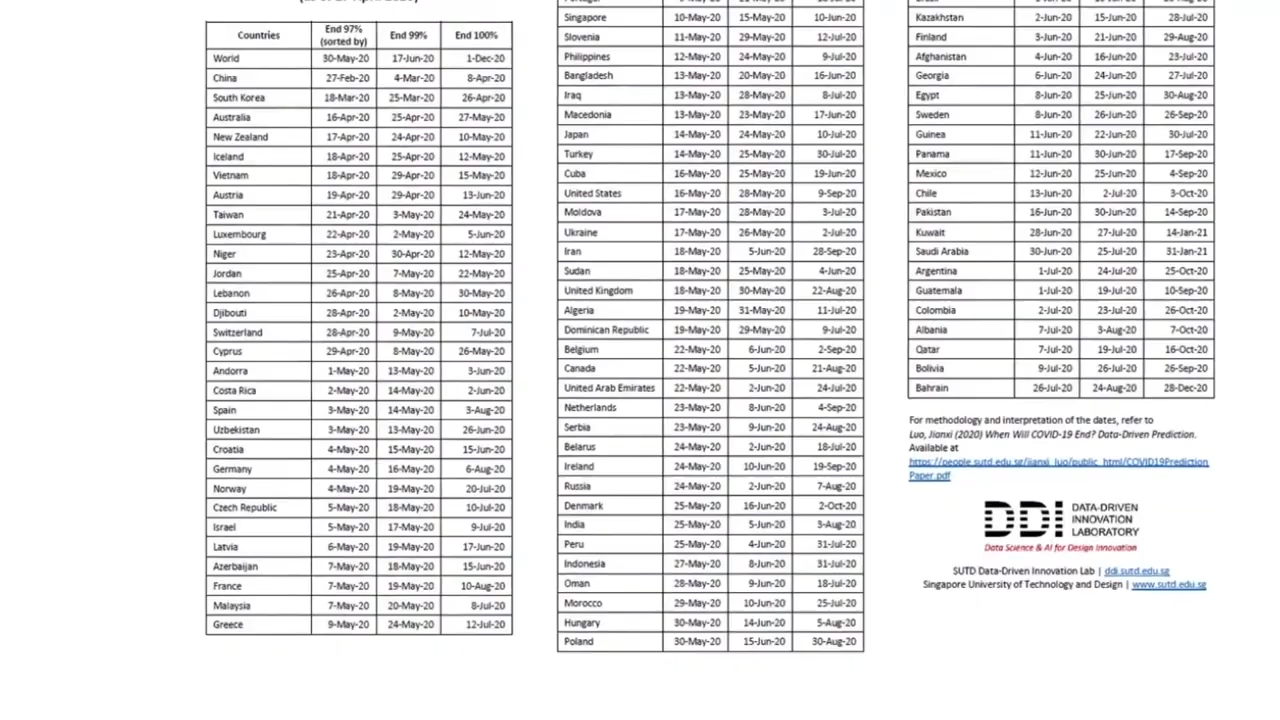 Countries End 97% (sorted by) End 99% End 100%
World 30-May-20 17-Jun-20 1-Dec-20
China 27-Feb-20 4-Mar-20 8-Apr-20
South Korea 18-Mar-20 25-Mar-20 26-Apr-20
Australia 16-Apr-20 25-Apr-20 27-May-20
New Zealand 17-Apr-20 24-Apr-20 10-May-20
Iceland 18-Apr-20 25-Apr-20 12-May-20
Vietnam 18-Apr-20 29-Apr-20 15-May-20
Austria 19-Apr-20 29-Apr-20 13-Jun-20
Taiwan 21-Apr-20 3-May-20 24-May-20
Luxembourg 22-Apr-20 2-May-20 5-Jun-20
Niger 23-Apr-20 30-Apr-20 12-May-20
Jordan 25-Apr-20 7-May-20 22-May-20
Lebanon 26-Apr-20 8-May-20 30-May-20
Djibouti 28-Apr-20 2-May-20 10-May-20
Switzerland 28-Apr-20 9-May-20 7-Jul-20
Cyprus 29-Apr-20 8-May-20 26-May-20
Andorra 1-May-20 13-May-20 3-Jun-20
Costa Rica 2-May-20 14-May-20 2-Jun-20
Spain 3-May-20 14-May-20 3-Aug-20
Uzbekistan 3-May-20 13-May-20 26-Jun-20
Croatia 4-May-20 15-May-20 15-Jun-20
Germany 4-May-20 16-May-20 6-Aug-20
Norway 4-May-20 19-May-20 20-Jul-20
Czech Republic 5-May-20 18-May-20 10-Jul-20
Israel 5-May-20 17-May-20 9-Jul-20
Latvia 6-May-20 19-May-20 17-Jun-20
Azerbaijan 7-May-20 18-May-20 15-Jun-20
France 7-May-20 19-May-20 10-Aug-20
Malaysia 7-May-20 20-May-20 8-Jul-20
Greece 9-May-20 24-May-20 12-Jul-20
Singapore 10-May-20 10-Jun-20
Slovenia 11-May-20 29-May-20 12-Jul-20
Philippines 12-May-20 24-May-20 9-Jul-20
Bangladesh 13-May-20 20-May-20 16-Jun-20
Iraq 13-May-20 28-May-20 8-Jul-20
Macedonia 13-May-20 23-May-20 17-Jun-20
Japan 14-May-20 24-May-20 10-Jul-20
Turkey 14-May-20 25-May-20 30-Jul-20
Cuba 16-May-20 25-May-20 19-Jun-20
United States 16-May-20 28-May-20 9-Sep-20
Moldova 17-May-20 28-May-20 3-Jul-20
Ukraine 17-May-20 26-May-20 2-Jul-20
Iran 18-May-20 5-Jun-20 28-Sep-20
Sudan 18-May-20 25-May-20 4-Jun-20
United Kingdom 18-May-20 30-May-20 22-Aug-20
Algeria 19-May-20 31-May-20 11-Jul-20
Dominican Republic 19-May-20 29-May-20 9-Jul-20
Belgium 22-May-20 6-Jun-20 2-Sep-20
Canada 22-May-20 5-Jun-20 21-Aug-20
United Arab Emirates 22-May-20 2-Jun-20 24-Jul-20
Netherlands 23-May-20 8-Jun-20 4-Sep-20
Serbia 23-May-20 9-Jun-20 24-Aug-20
Belarus 24-May-20 2-Jun-20 18-Jul-20
Ireland 24-May-20 10-Jun-20 19-Sep-20
Russia 24-May-20 2-Jun-20 7-Aug-20
Denmark 25-May-20 16-Jun-20 2-Oct-20
India 25-May-20 5-Jun-20 3-Aug-20
Peru 25-May-20 4-Jun-20 31-Jul-20
Indonesia 27-May-20 8-Jun-20 31-Jul-20
Oman 28-May-20 9-Jun-20 18-Jul-20
Morocco 29-May-20 10-Jun-20 25-Jul-20
Hungary 30-May-20 14-Jun-20 5-Aug-20
Poland 30-May-20 15-Jun-20 30-Aug-20
Kazakhstan 2-Jun-20 15-Jun-20 28-Jul-20
Finland 3-Jun-20 21-Jun-20 29-Aug-20
Afghanistan 4-Jun-20 16-Jun-20 23-Jul-20
Georgia 6-Jun-20 24-Jun-20 27-Jul-20
Egypt 8-Jun-20 25-Jun-20 30-Aug-20
Sweden 8-Jun-20 26-Jun-20 26-Sep-20
Guinea 11-Jun-20 22-Jun-20 30-Jul-20
Panama 11-Jun-20 30-Jun-20 17-Sep-20
Mexico 12-Jun-20 25-Jun-20 4-Sep-20
Chile 13-Jun-20 2-Jul-20 3-Oct-20
Pakistan 16-Jun-20 30-Jun-20 14-Sep-20
Kuwait 28-Jun-20 27-Jul-20 14-Jan-21
Saudi Arabia 30-Jun-20 25-Jul-20 31-Jan-21
Argentina 1-Jul-20 24-Jul-20 25-Oct-20
Guatemala 1-Jul-20 19-Jul-20 10-Sep-20
Colombia 2-Jul-20 23-Jul-20 26-Oct-20
Albania 7-Jul-20 3-Aug-20 7-Oct-20
Qatar 7-Jul-20 19-Jul-20 16-Oct-20
Bolivia 9-Jul-20 26-Jul-20 26-Sep-20
Bahrain 26-Jul-20 24-Aug-20 28-Dec-20
For methodology and interpretation of the dates, refer to
Luo, Jianxi (2020) When Will COVID-19 End? Data-Driven Prediction.
Available at
https://people.sutd.edu.sg/jianxi_luo/public_html/COVID19Prediction
Paper.pdf
DDI DATA-DRIVEN
INNOVATION
LABORATORY
Data Science & AI for Design Innovation
SUTD Data-Driven Innovation Lab | ddi.sutd.edu.sg
Singapore University of Technology and Design | www.sutd.edu.sg